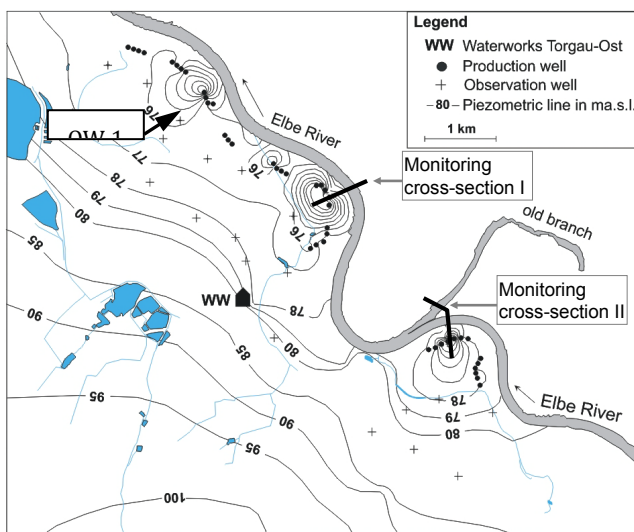 Legend
WW Waterworks Torgau-Ost
Production well
Observation well
-80- Piezometric line in m a.s.l.
1 km
76
OW 1
Elbe River
77
78
79
80
85
76
Monitoring
cross-section I
76
old branch
WW
78
Monitoring
cross-section II
90
85
80
95
78
79
80
Elbe River
90
95
100